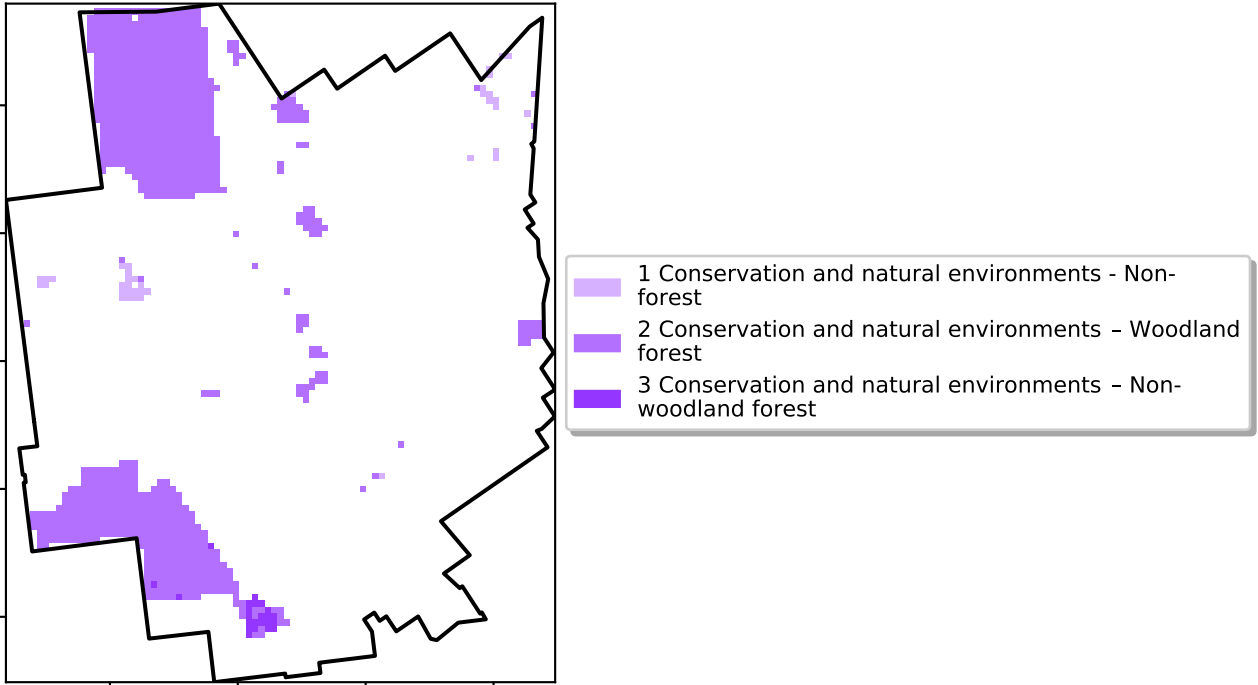 1 Conservation and natural environments - Non-
forest
2 Conservation and natural environments – Woodland
forest
3 Conservation and natural environments – Non-
woodland forest